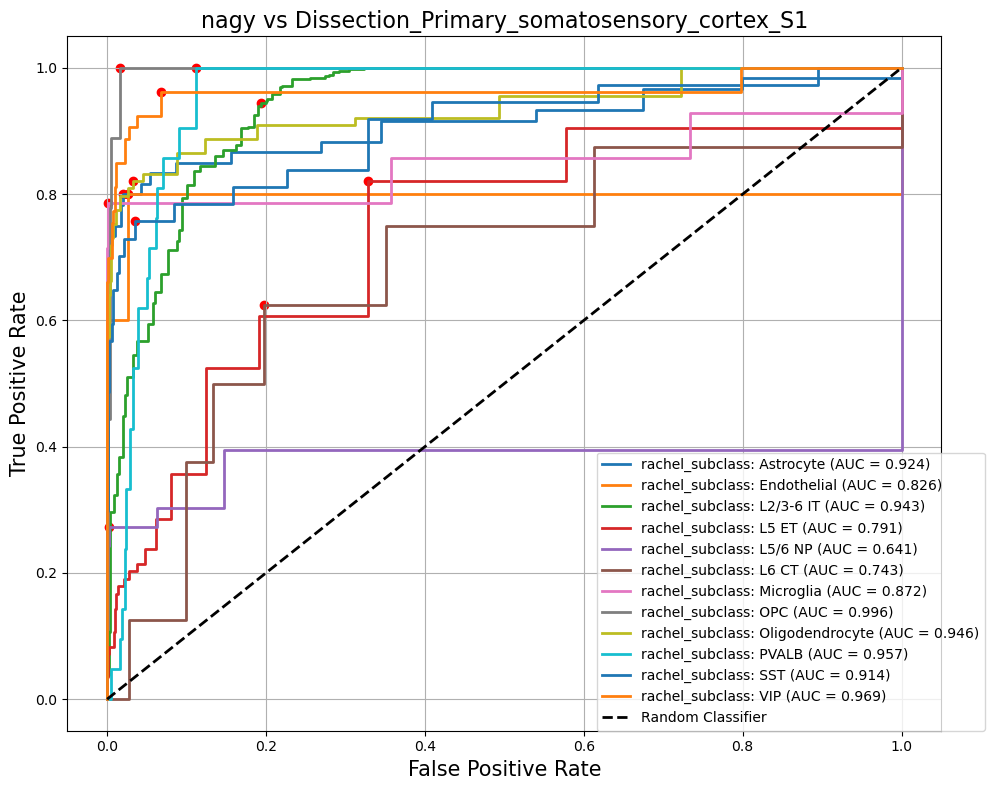 nagy vs Dissection_Primary_somatosensory_cortex_S1
True Positive Rate
1.0
0.8
0.6
0.4
0.2
0.0
rachel_subclass: Astrocyte (AUC = 0.924)
rachel_subclass: Endothelial (AUC = 0.826)
rachel_subclass: L2/3-6 IT (AUC = 0.943)
rachel_subclass: L5 ET (AUC = 0.791)
rachel_subclass: L5/6 NP (AUC = 0.641)
rachel_subclass: L6 CT (AUC = 0.743)
rachel_subclass: Microglia (AUC = 0.872)
rachel_subclass: OPC (AUC = 0.996)
rachel_subclass: Oligodendrocyte (AUC = 0.946)
rachel_subclass: PVALB (AUC = 0.957)
rachel_subclass: SST (AUC = 0.914)
rachel_subclass: VIP (AUC = 0.969)
Random Classifier
0.0 0.2 0.4 0.6 0.8 1.0
False Positive Rate